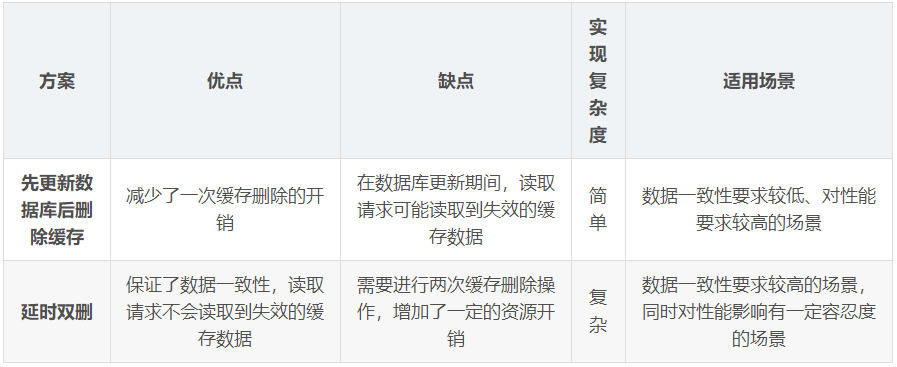 方案
优点
缺点
实
现
复
杂
度
适用场景
先更新数
据库后删
除缓存
减少了一次缓存删除的开
销
在数据库更新期间，读取
请求可能读取到失效的缓
存数据
简
单
数据一致性要求较低、对性能
要求较高的场景
延时双删
保证了数据一致性，读取
请求不会读取到失效的缓
存数据
需要进行两次缓存删除操
作，增加了一定的资源开
销
复
杂
数据一致性要求较高的场景，
同时对性能影响有一定容忍度
的场景